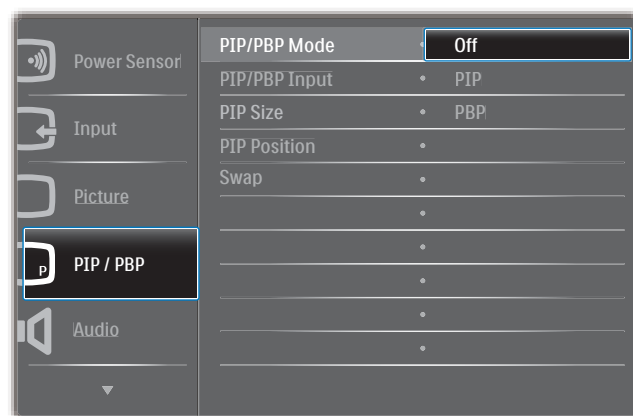 Power Sensor
Input
Picture
P
PIP / PBP
Audio
PIP/PBP Mode
Off
PIP/PBP Input
PIP
PIP Size
PBP
PIP Position
Swap